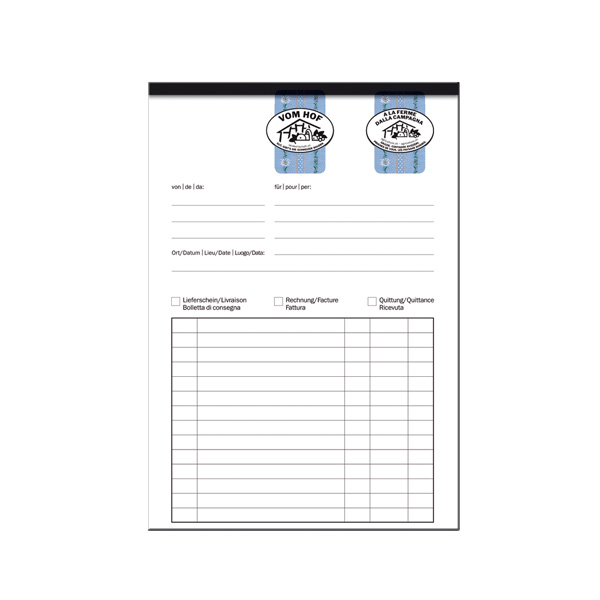 VOM HOF
A LA FERME
DALLA CAMPAGNA
von | de | da:
für | pour | per:
Ort/Datum | Lieu/Date | Luogo/Data:
Lieferschein/Livraison
Bolletta di consegna
Rechnung/Facture
Fattura
Quittung/Quittance
Ricevuta